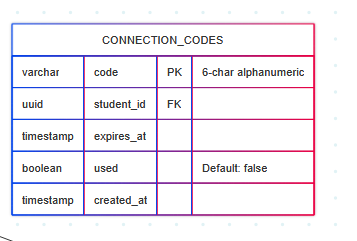 CONNECTION_CODES
varchar code PK 6-char alphanumeric
uuid student_id FK
timestamp expires_at
boolean used Default: false
timestamp created_at